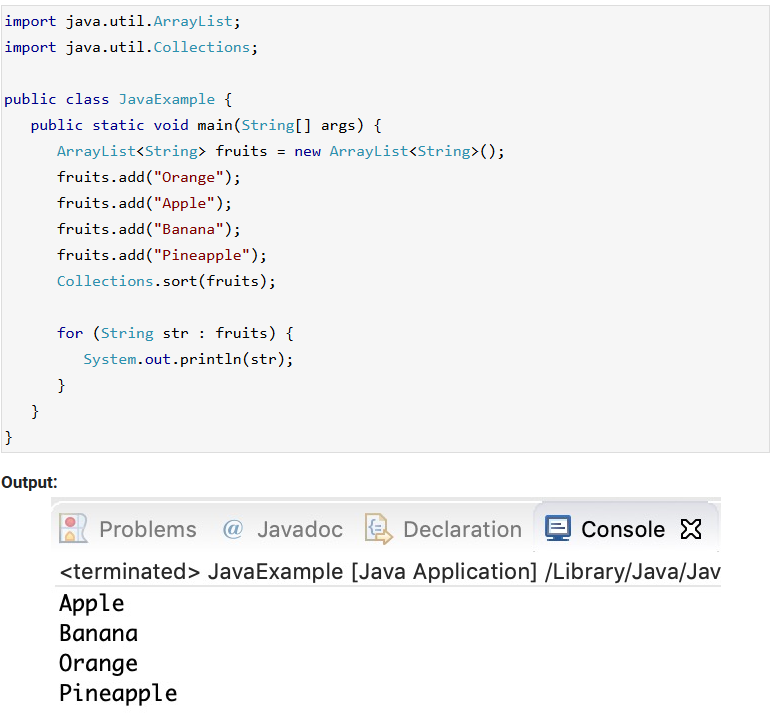 import java.util.ArrayList;
import java.util.Collections;
public class JavaExample {
   public static void main(String[] args) {
      ArrayList<String> fruits = new ArrayList<String>();
      fruits.add("Orange");
      fruits.add("Apple");
      fruits.add("Banana");
      fruits.add("Pineapple");
      Collections.sort(fruits);
      for (String str : fruits) {
         System.out.println(str);
      }
   }
}
Output:
Problems @ Javadoc Declaration Console
<terminated> JavaExample [Java Application] /Library/Java/Jav
Apple
Banana
Orange
Pineapple